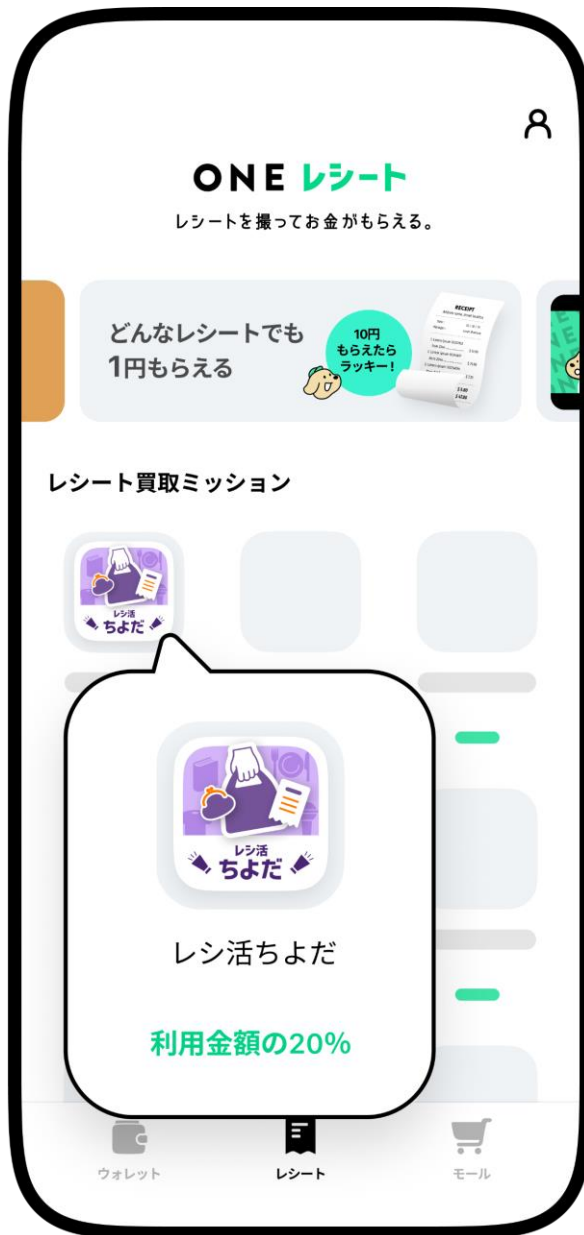 ONE レシート
レシートを撮ってお金がもらえる。
どんなレシートでも
1円もらえる
10円
もらえたら
ラッキー！
RECEIPT
レシート買取ミッション
レシ活
ちよだ
レシ活
ちよだ
レシ活ちよだ
利用金額の20%
ウォレット
レシート
モール